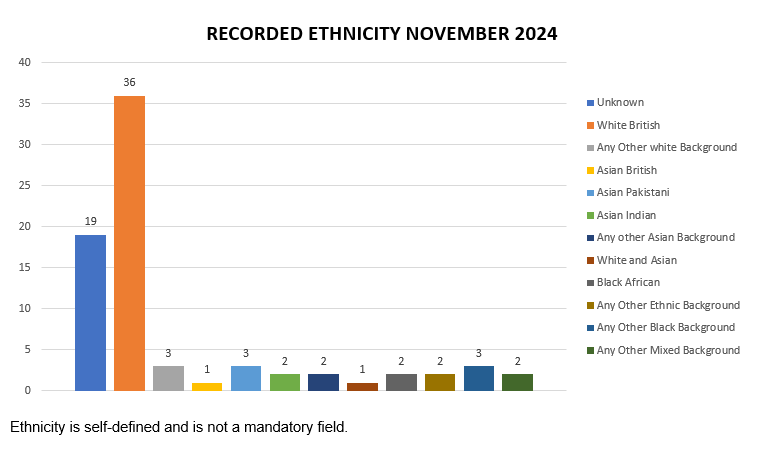 RECORDED ETHNICITY NOVEMBER 2024
40
35
30
25
20
15
10
5
0
19
36
3
1
3
2
2
1
2
2
3
2
Unknown
White British
Any Other white Background
Asian British
Asian Pakistani
Asian Indian
Any other Asian Background
White and Asian
Black African
Any Other Ethnic Background
Any Other Black Background
Any Other Mixed Background
Ethnicity is self-defined and is not a mandatory field.